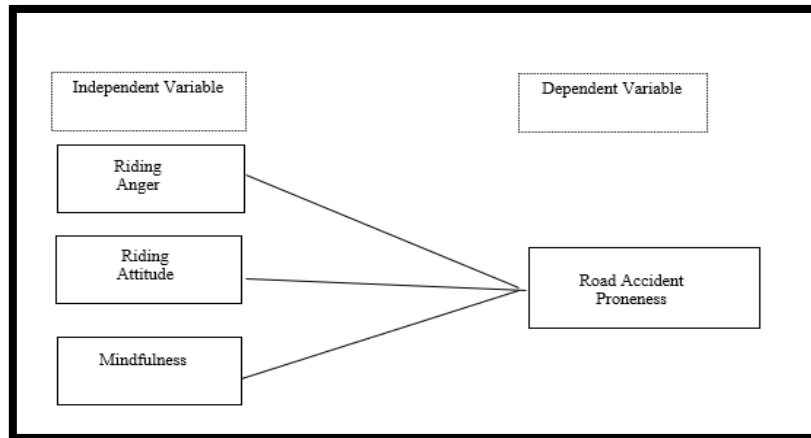 Independent Variable
Dependent Variable
Riding
Anger
Riding
Attitude
Road Accident
Proneness
Mindfulness